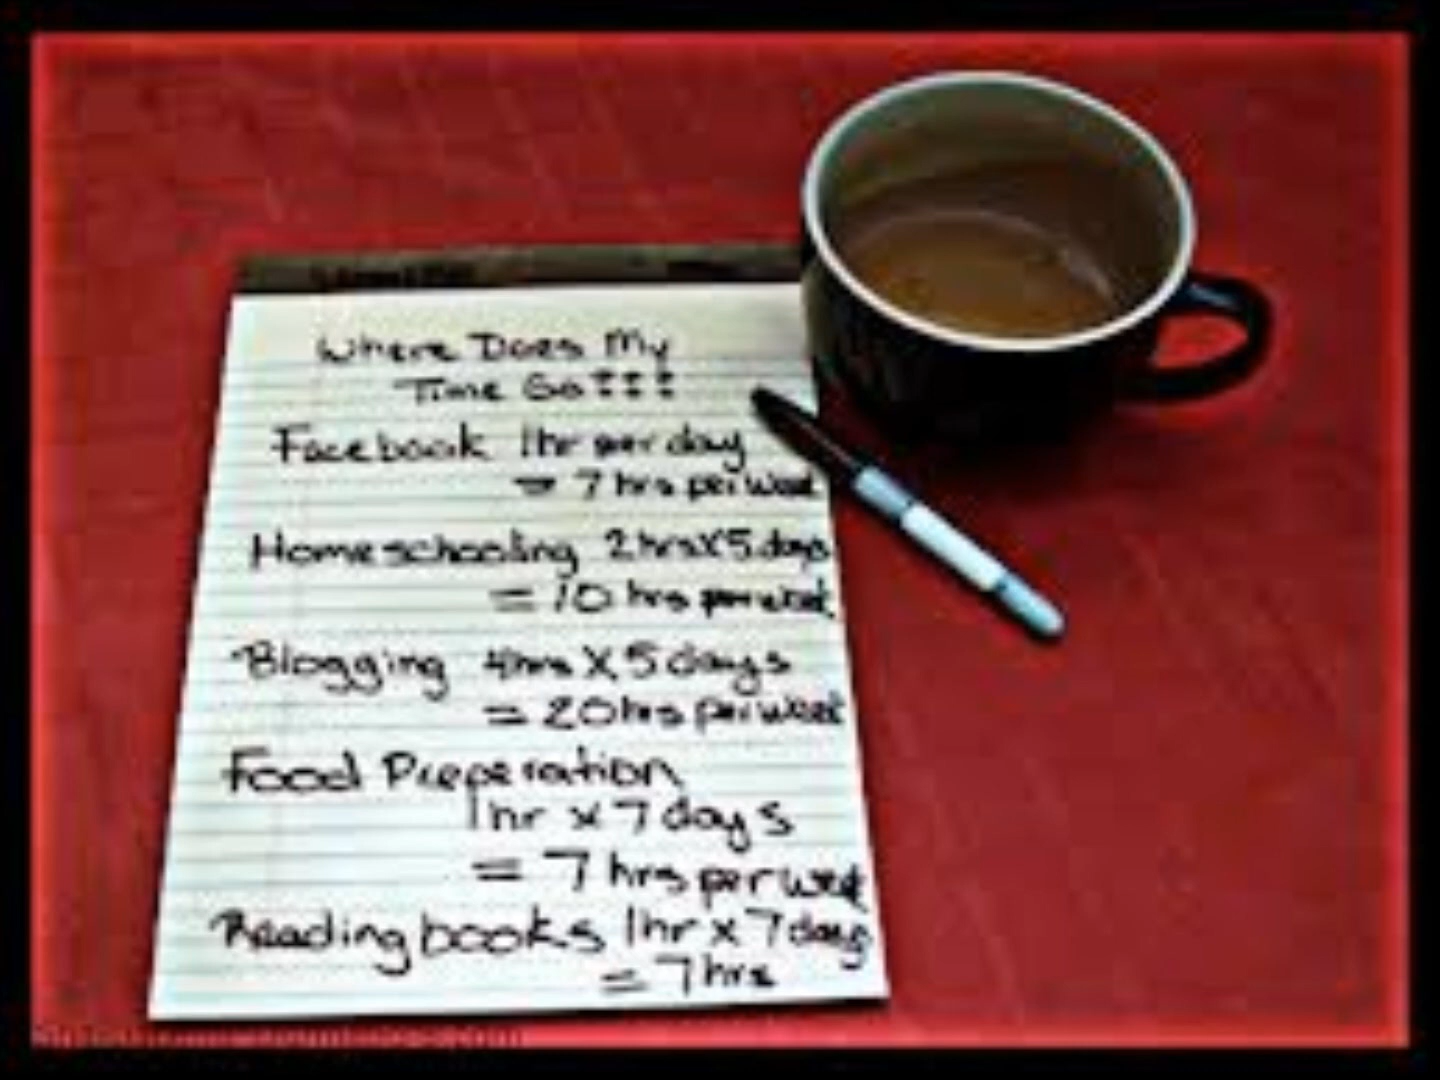 Where Does My
Time Go???
Facebook 1hr per day
= 7 hrs per week
Homeschooling 2hrs X 5 days
= 10 hrs per week
Blogging 4hrs X 5 days
= 20 hrs per week
Food Preperation
1hr x 7 days
= 7 hrs per week
Reading books 1hr x 7 days
= 7 hrs